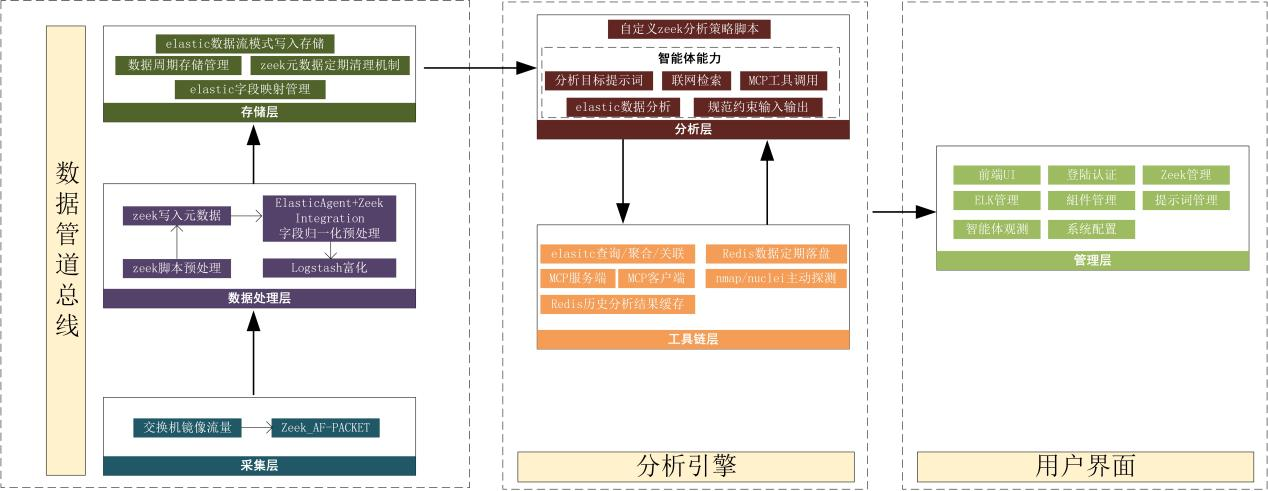 数据管道总线
elastic数据流模式写入存储
数据周期存储管理
zeek元数据定期清理机制
elastic字段映射管理
存储层
zeek写入元数据
ElasticAgent+Zeek
Integration
字段归一化预处理
zeek脚本预处理
Logstash富化
数据处理层
交换机镜像流量
Zeek_AF-PACKET
采集层
自定义zeek分析策略脚本
智能体能力
分析目标提示词
联网检索
MCP工具调用
elastic数据分析
规范约束输入输出
分析层
elasitc查询/聚合/关联
Redis数据定期落盘
MCP服务端
MCP客户端
nmap/nuclei主动探测
Redis历史分析结果缓存
工具链层
分析引擎
前端UI
登陆认证
Zeek管理
ELK管理
组件管理
提示词管理
智能体观测
系统配置
管理层
用户界面